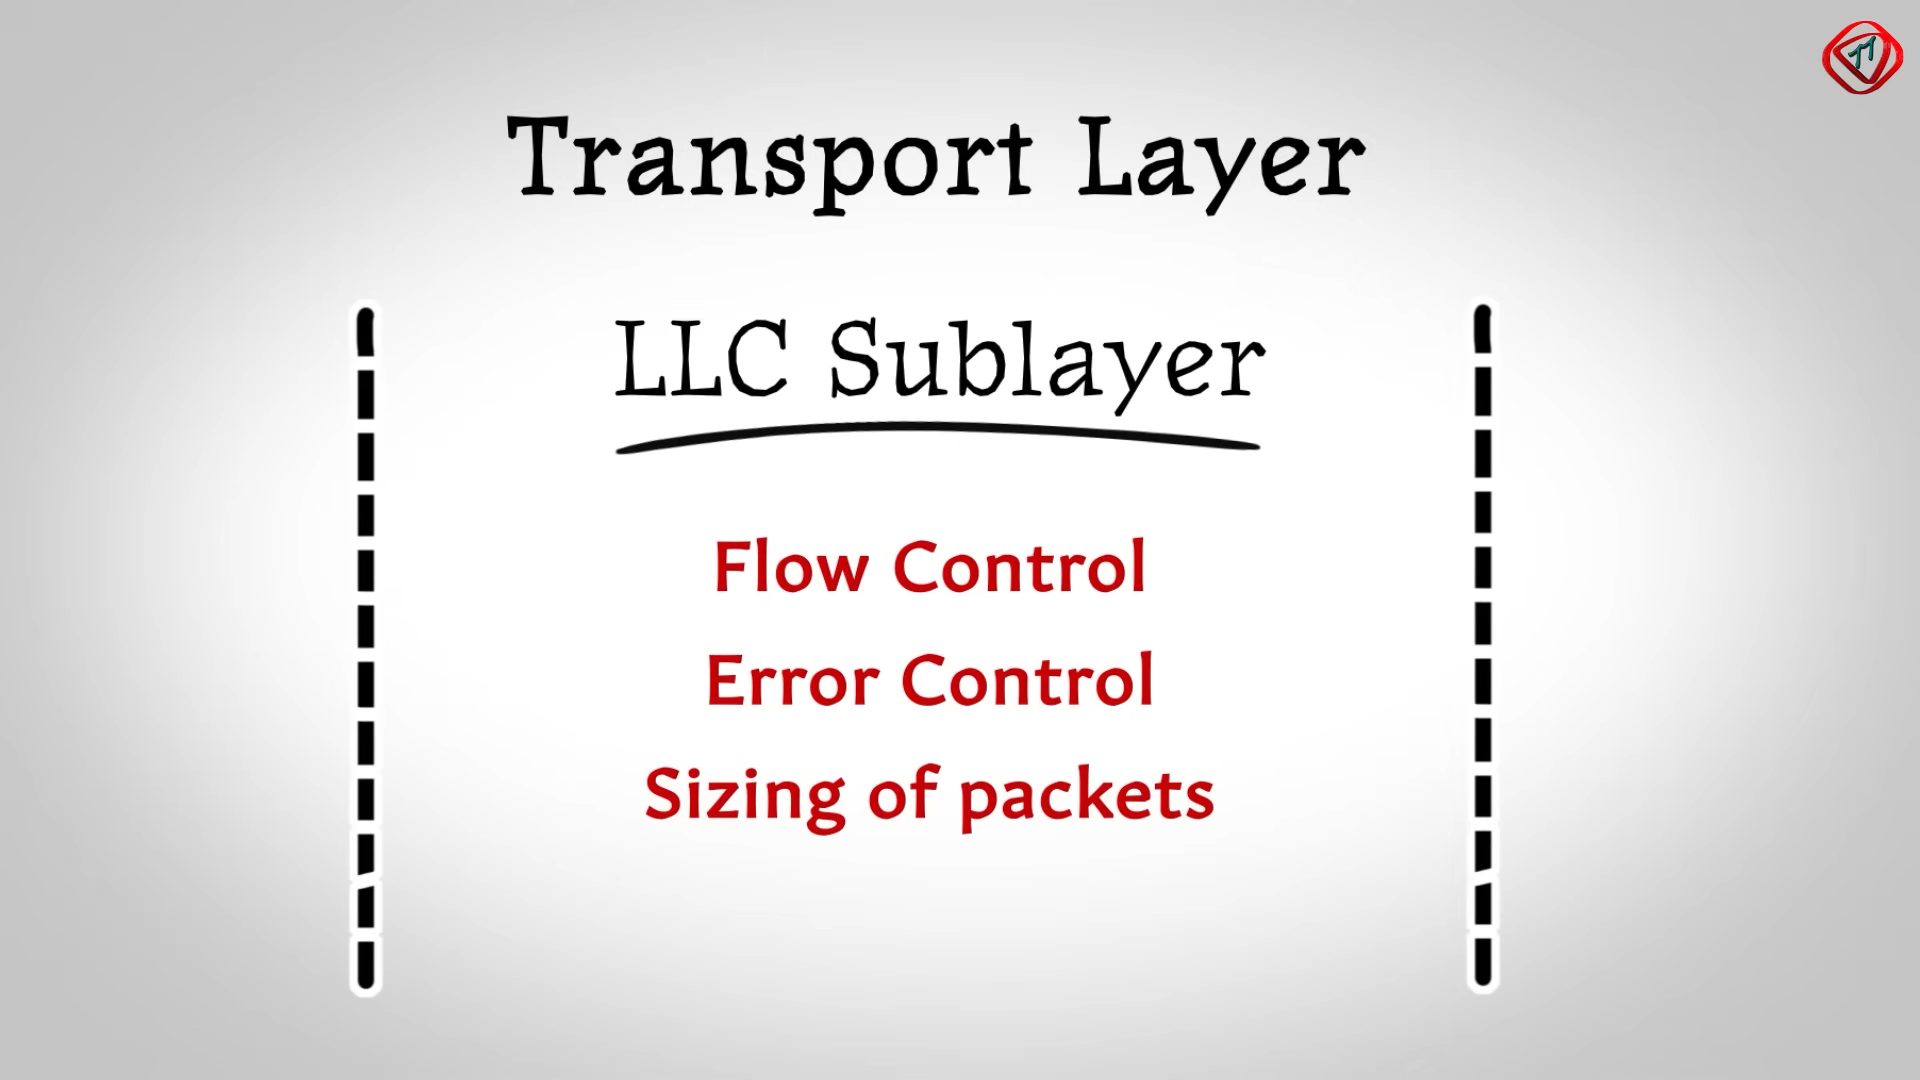 Transport Layer
LLC Sublayer
Flow Control
Error Control
Sizing of packets